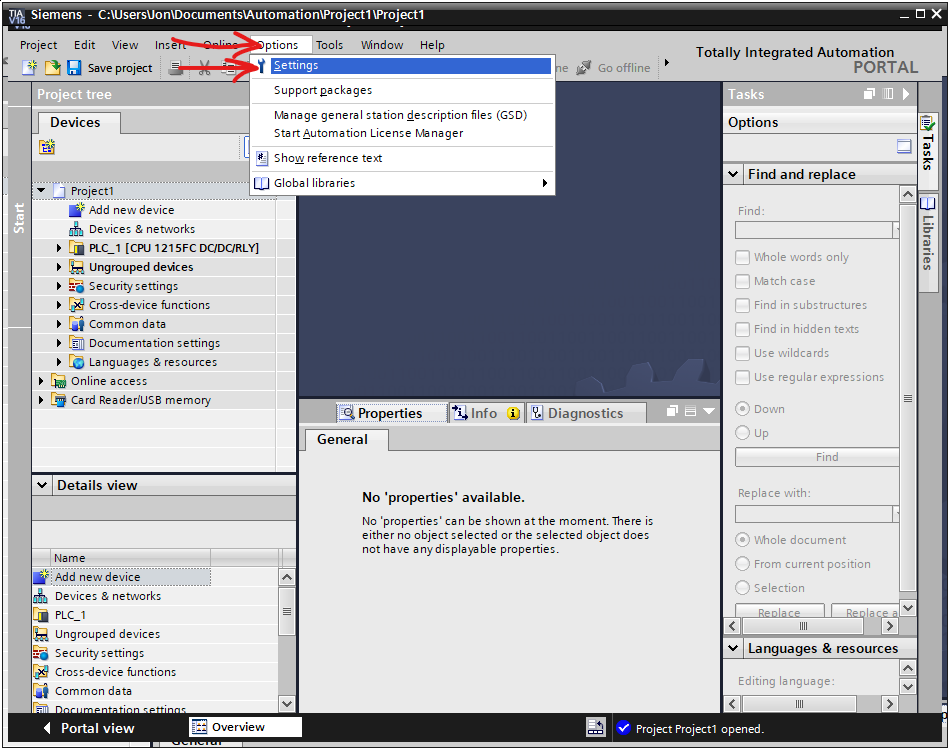 TIA
V16
Siemens - C:\Users\Jon\Documents\Automation\Project1\Project1
Project Edit View Insert Online Options Tools Window Help
Save project
Go offline
Totally Integrated Automation
PORTAL
Settings
Support packages
Manage general station description files (GSD)
Start Automation License Manager
Show reference text
Global libraries
Start
Project tree
Devices
Project1
Add new device
Devices & networks
PLC_1 [CPU 1215FC DC/DC/RLY]
Ungrouped devices
Security settings
Cross-device functions
Common data
Documentation settings
Languages & resources
Online access
Card Reader/USB memory
Details view
Name
Add new device
Devices & networks
PLC_1
Ungrouped devices
Security settings
Cross-device functions
Common data
Documentation settings
Properties Info Diagnostics
General
No 'properties' available.
No 'properties' can be shown at the moment. There is
either no object selected or the selected object does
not have any displayable properties.
Tasks
Options
Find and replace
Find:
Whole words only
Match case
Find in substructures
Find in hidden texts
Use wildcards
Use regular expressions
Down
Up
Find
Replace with:
Whole document
From current position
Selection
Replace Replace a
Languages & resources
Editing language:
Tasks
Libraries
Portal view
Overview
Project Project1 opened.
General